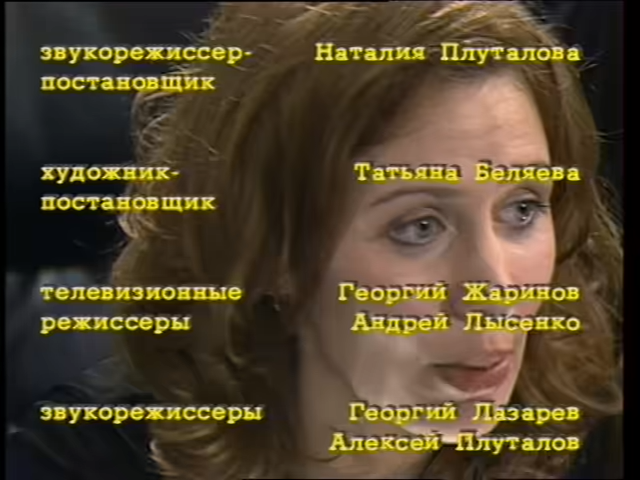 звукорежиссер- Наталия Плуталова
постановщик
художник- Татьяна Беляева
постановщик
телевизионные Георгий Жаринов
режиссеры Андрей Лысенко
звукорежиссеры Георгий Лазарев
Алексей Плуталов